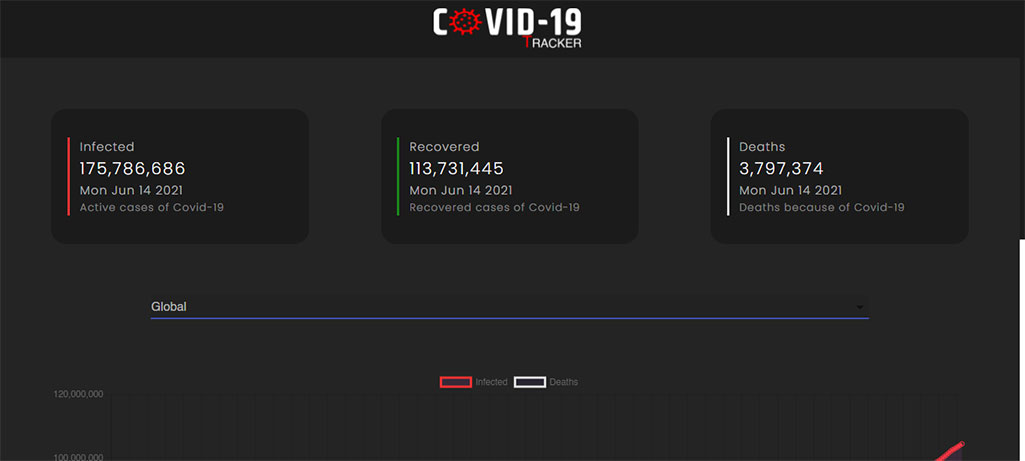 COVID-19
TRACKER
Infected
175,786,686
Mon Jun 14 2021
Active cases of Covid-19
Recovered
113,731,445
Mon Jun 14 2021
Recovered cases of Covid-19
Deaths
3,797,374
Mon Jun 14 2021
Deaths because of Covid-19
Global
Infected Deaths
120,000,000
100,000,000